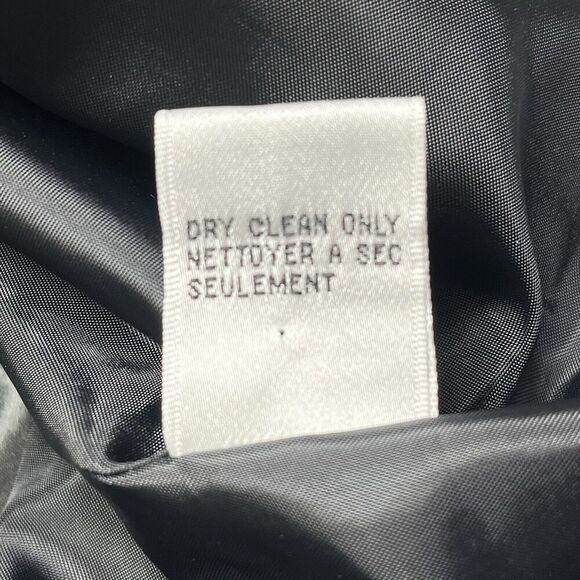 DRY CLEAN ONLY
NETTOYER A SEC
SEULEMENT